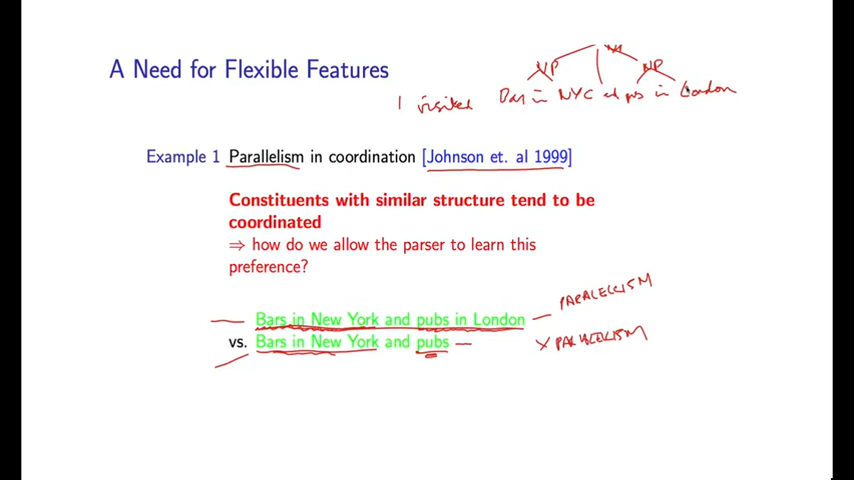 A Need for Flexible Features
NP NP NP
I visited Bars in NYC and pubs in London
Example 1 Parallelism in coordination [Johnson et. al 1999]
Constituents with similar structure tend to be
coordinated
⇒ how do we allow the parser to learn this
preference?
Bars in New York and pubs in London
PARALELLISM
vs. Bars in New York and pubs
X PARALELLISM